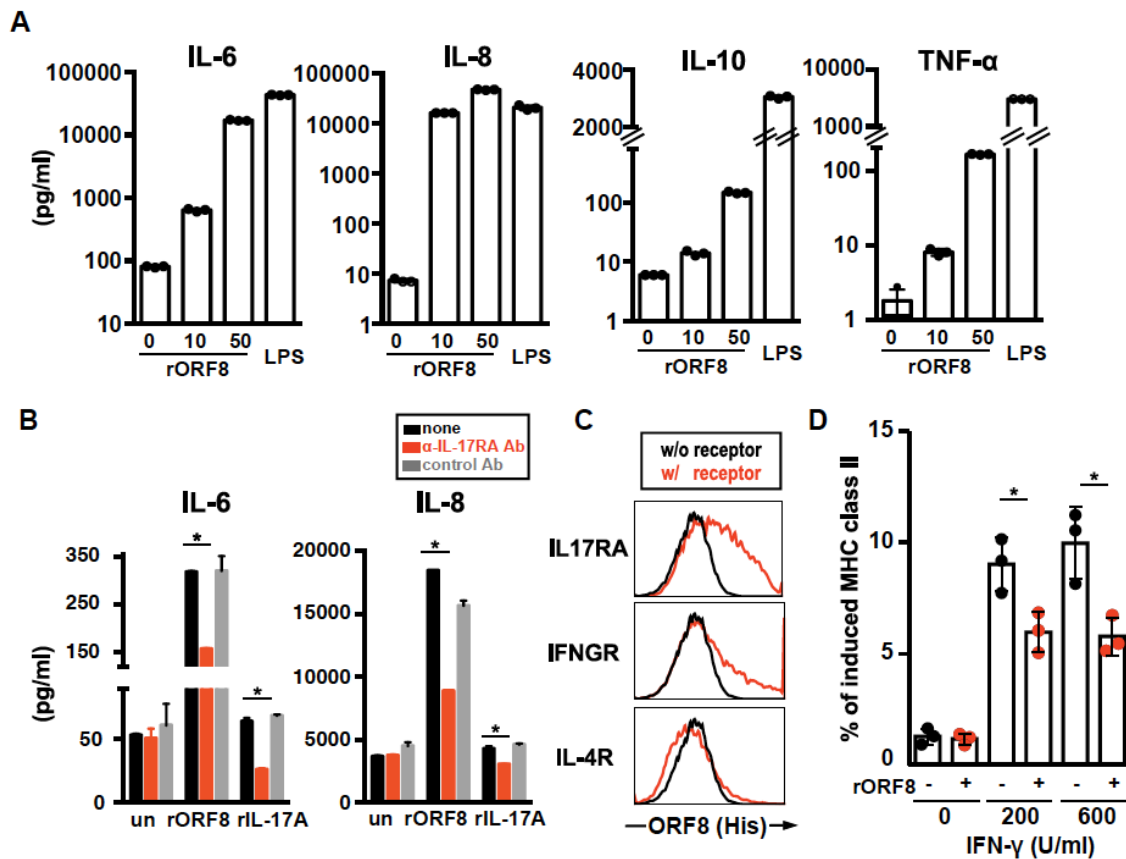 A
IL-6
IL-8
IL-10
TNF-α
(pg/ml)
100000
10000
1000
100
10
100000
10000
1000
100
10
1
4000
2000
100
10
1
10000
1000
100
10
1
0 10 50 LPS
rORF8
0 10 50 LPS
rORF8
0 10 50 LPS
rORF8
0 10 50 LPS
rORF8
B
none
α-IL-17RA Ab
control Ab
IL-6
IL-8
(pg/ml)
350
300
150
50
0
* *
un rORF8 rIL-17A
20000
15000
10000
5000
0
* *
un rORF8 rIL-17A
C
w/o receptor
w/ receptor
IL17RA
IFNGR
IL-4R
ORF8 (His)
D
% of induced MHC class II
15
10
5
0
* *
rORF8 - + - + - +
0 200 600
IFN-γ (U/ml)